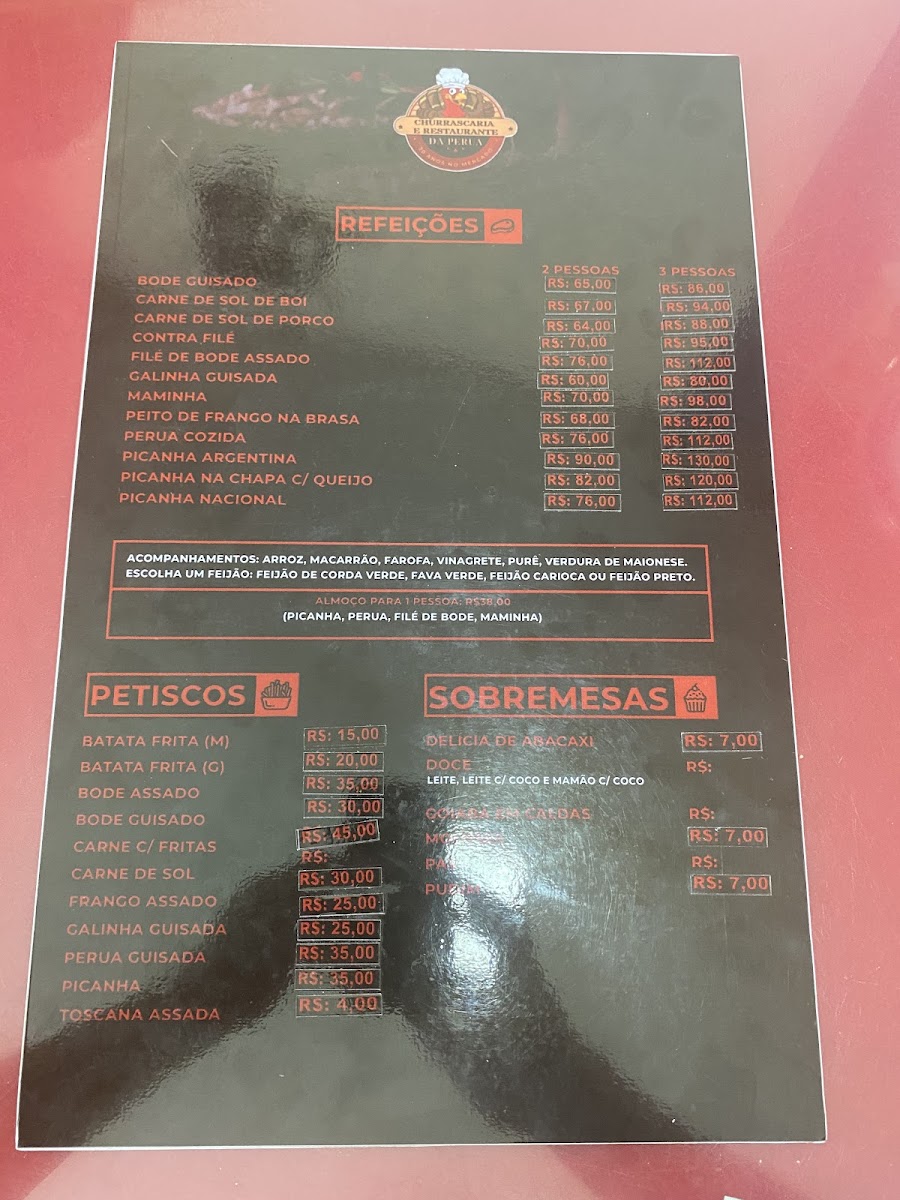 CHURRASCARIA
E RESTAURANTE
DA PERUA
ANOS NO MERCADO
REFEIÇÕES
2 PESSOAS 3 PESSOAS
BODE GUISADO R$: 65,00 R$: 86,00
CARNE DE SOL DE BOI R$: 67,00 R$: 94,00
CARNE DE SOL DE PORCO R$: 64,00 R$: 88,00
CONTRA FILÉ R$: 70,00 R$: 95,00
FILÉ DE BODE ASSADO R$: 76,00 R$: 112,00
GALINHA GUISADA R$: 60,00 R$: 80,00
MAMINHA R$: 70,00 R$: 98,00
PEITO DE FRANGO NA BRASA R$: 68,00 R$: 82,00
PERUA COZIDA R$: 76,00 R$: 112,00
PICANHA ARGENTINA R$: 90,00 R$: 130,00
PICANHA NA CHAPA C/ QUEIJO R$: 82,00 R$: 120,00
PICANHA NACIONAL R$: 76,00 R$: 112,00
ACOMPANHAMENTOS: ARROZ, MACARRÃO, FAROFA, VINAGRETE, PURÉ, VERDURA DE MAIONESE.
ESCOLHA UM FEIJÃO: FEIJÃO DE CORDA VERDE, FAVA VERDE, FEIJÃO CARIOCA OU FEIJÃO PRETO.
ALMOÇO PARA 1 PESSOA: R$38,00
(PICANHA, PERUA, FILÉ DE BODE, MAMINHA)
PETISCOS
BATATA FRITA (M) R$: 15,00
BATATA FRITA (G) R$: 20,00
BODE ASSADO R$: 35,00
BODE GUISADO R$: 30,00
CARNE C/ FRITAS R$: 45,00
CARNE DE SOL R$:
FRANGO ASSADO R$: 30,00
GALINHA GUISADA R$: 25,00
PERUA GUISADA R$: 25,00
PICANHA R$: 35,00
TOSCANA ASSADA R$: 35,00
R$: 4,00
SOBREMESAS
DELICIA DE ABACAXI R$: 7,00
DOCE R$:
LEITE, LEITE C/ COCO E MAMÃO C/ COCO
GOIABA EM CALDAS R$:
R$: 7,00
R$:
R$: 7,00